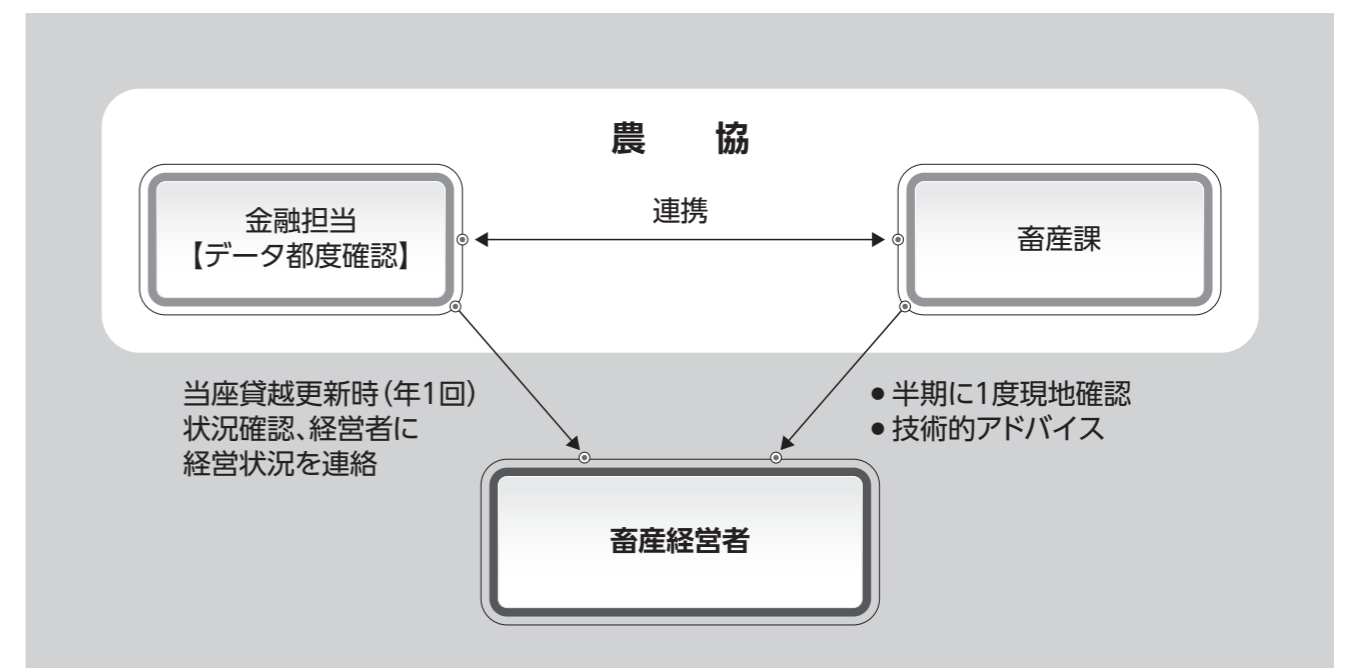 農　協
金融担当
【データ都度確認】
連携
畜産課
当座貸越更新時（年1回）
状況確認、経営者に
経営状況を連絡
● 半期に1度現地確認
● 技術的アドバイス
畜産経営者